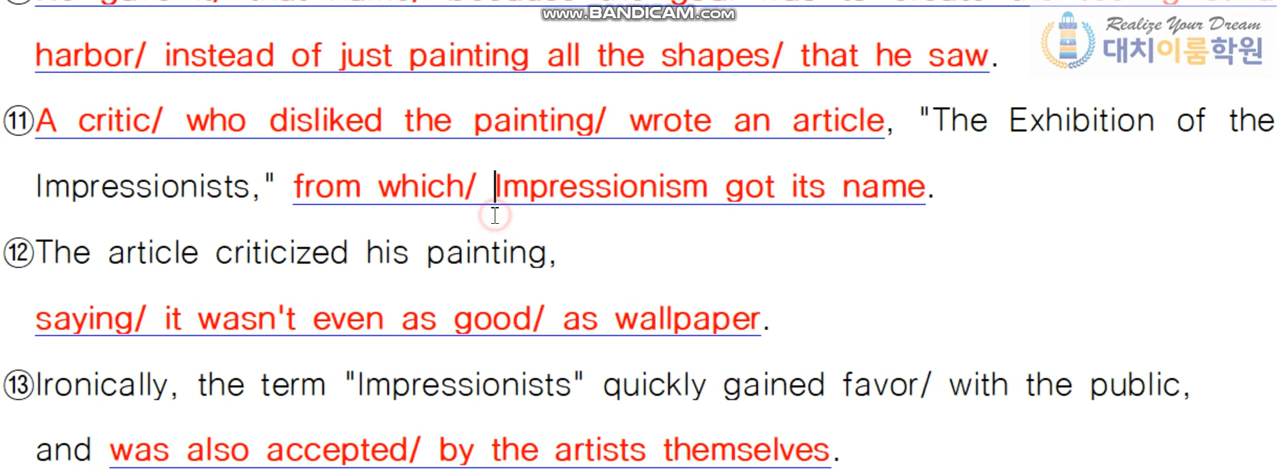 WWW.BANDICAM.COM
Realize Your Dream
대치이룸학원
harbor/ instead of just painting all the shapes/ that he saw.
⑪A critic/ who disliked the painting/ wrote an article, "The Exhibition of the
Impressionists," from which/ Impressionism got its name.
⑫The article criticized his painting,
saying/ it wasn't even as good/ as wallpaper.
⑬Ironically, the term "Impressionists" quickly gained favor/ with the public,
and was also accepted/ by the artists themselves.